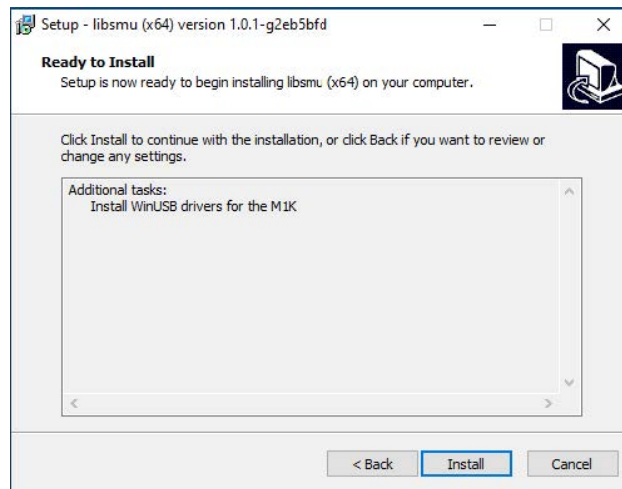 Setup - libsmu (x64) version 1.0.1-g2eb5bfd
Ready to Install
Setup is now ready to begin installing libsmu (x64) on your computer.
Click Install to continue with the installation, or click Back if you want to review or
change any settings.
Additional tasks:
Install WinUSB drivers for the M1K
< Back
Install
Cancel